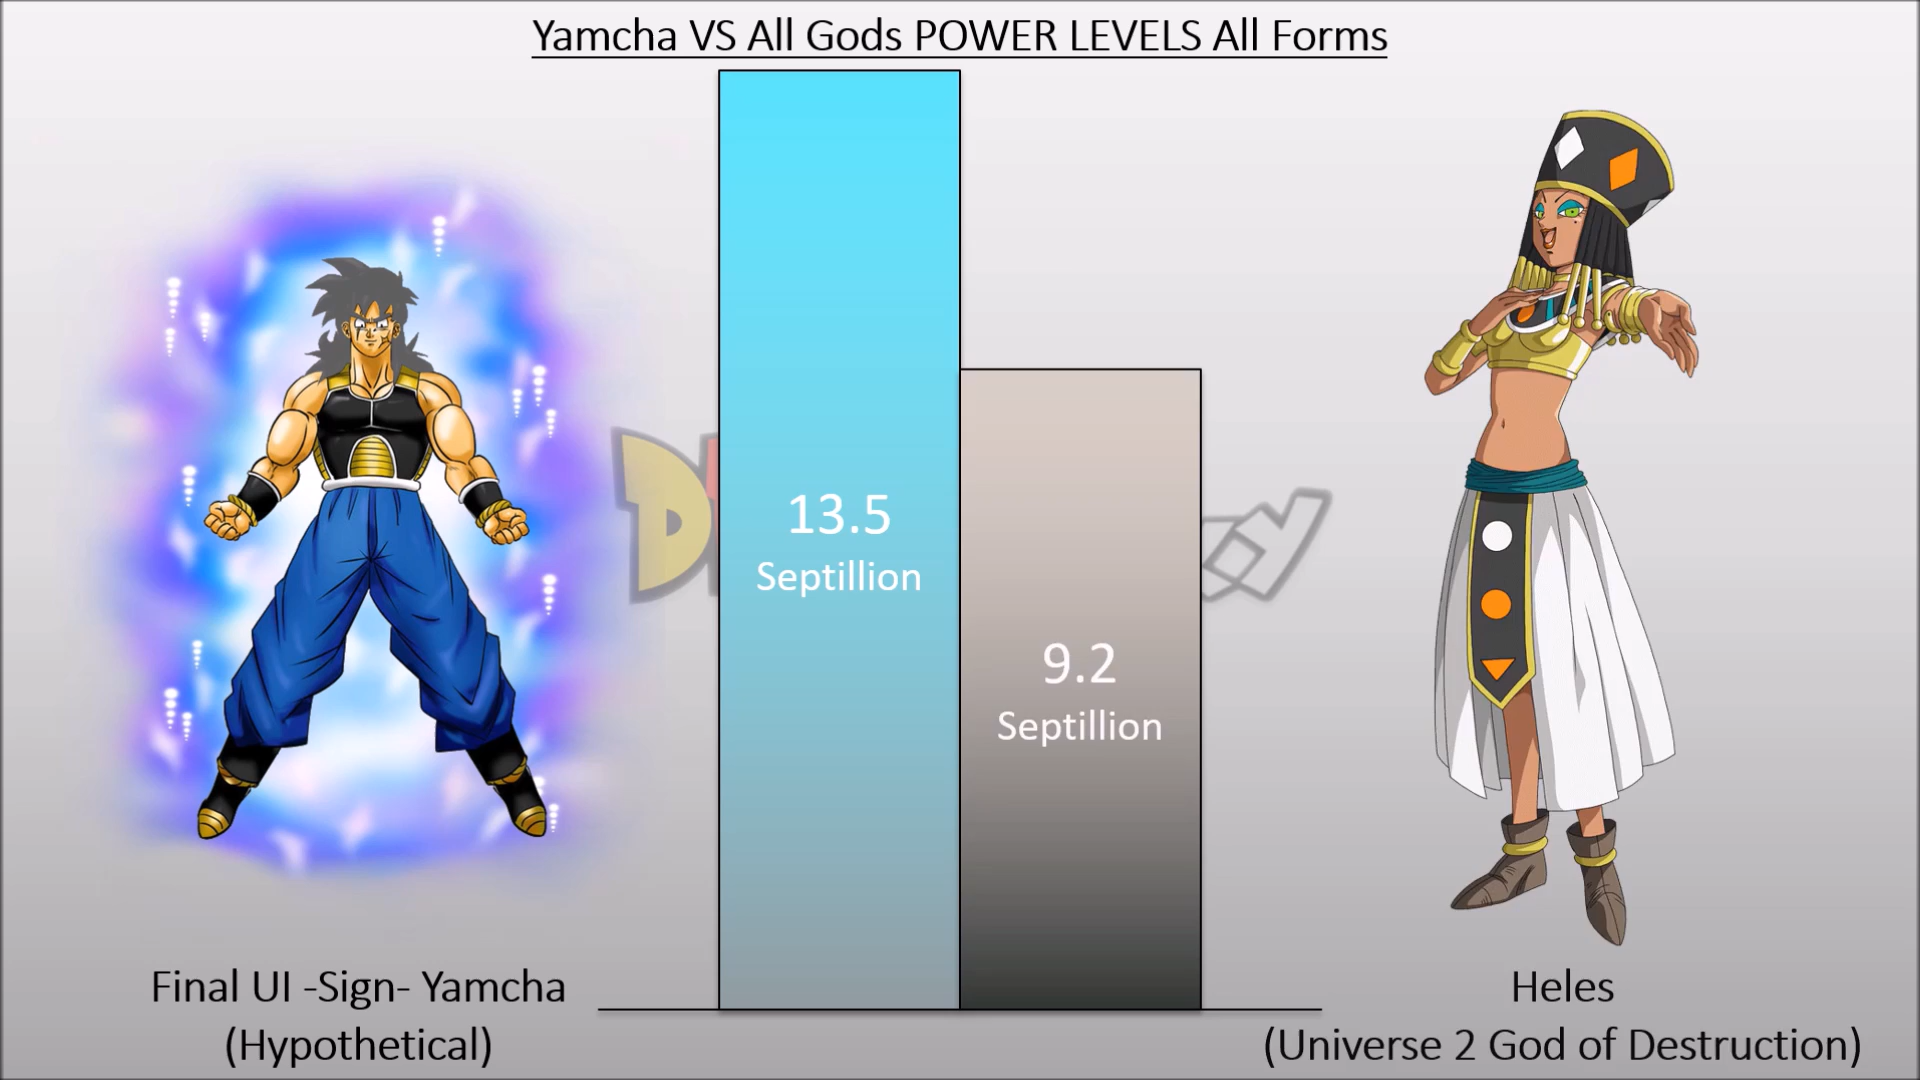 Yamcha VS All Gods POWER LEVELS All Forms
13.5
Septillion
9.2
Septillion
Final UI -Sign- Yamcha
(Hypothetical)
Heles
(Universe 2 God of Destruction)